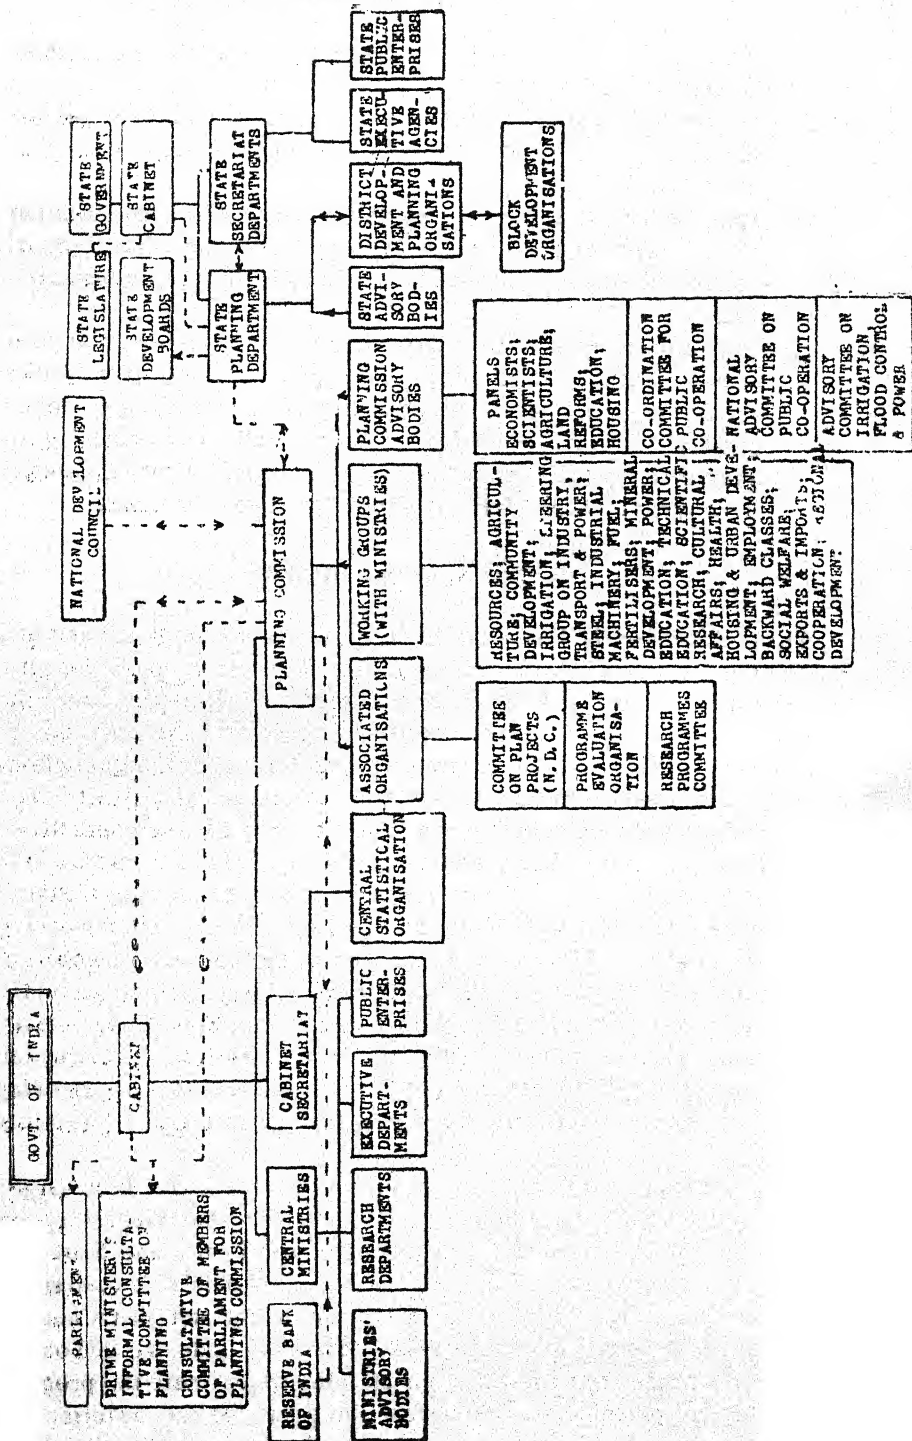 GOVT. OF INDIA
CABINET
PARLIAMENT
PRIME MINISTER'S
INFORMAL CONSULTA-
TIVE COMMITTEE ON
PLANNING
CONSULTATIVE
COMMITTEE OF MEMBERS
OF PARLIAMENT FOR
PLANNING COMMISSION
NATIONAL DEVELOPMENT
COUNCIL
STATE
LEGISLATURE
STATE
GOVERNMENT
STATE
DEVELOPMENT
BOARDS
STATE
CABINET
RESERVE BANK
OF INDIA
CENTRAL
MINISTRIES
CABINET
SECRETARIAT
PLANNING COMMISSION
STATE
PLANNING
DEPARTMENT
STATE
SECRETARIAT
DEPARTMENTS
MINISTRIES'
ADVISORY
BODIES
RESEARCH
DEPARTMENTS
EXECUTIVE
DEPART-
MENTS
PUBLIC
ENTER-
PRISES
CENTRAL
STATISTICAL
ORGANISATION
ASSOCIATED
ORGANISATIONS
WORKING GROUPS
(WITH MINISTRIES)
PLANNING
COMMISSION
ADVISORY
BODIES
STATE
ADVI-
SORY
BOD-
IES
DISTRICT
DEVELOP-
MENT AND
PLANNING
ORGANI-
SATIONS
STATE
EXECU-
TIVE
AGEN-
CIES
STATE
PUBLIC
ENTER-
PRISES
COMMITTEE
ON PLAN
PROJECTS
(N.D.C.)
PROGRAMME
EVALUATION
ORGANISA-
TION
RESEARCH
PROGRAMMES
COMMITTEE
RESOURCES; AGRICUL-
TURE; COMMUNITY
DEVELOPMENT;
IRRIGATION; STEERING
GROUP ON INDUSTRY,
TRANSPORT & POWER;
STEEL; INDUSTRIAL
MACHINERY; FUEL;
FERTLISERS; MINERAL
DEVELOPMENT; POWER;
EDUCATION; TECHNICAL
EDUCATION; SCIENTIFIC
RESEARCH; CULTURAL
AFFAIRS; HEALTH;
HOUSING & URBAN DEVE-
LOPMENT; EMPLOYMENT;
BACKWARD CLASSES;
SOCIAL WELFARE;
EXPORTS & IMPORTS;
COOPERATION; REGIONAL
DEVELOPMENT
PANELS
ECONOMISTS;
SCIENTISTS;
AGRICULTURE;
LAND
REFORMS;
EDUCATION;
HOUSING
CO-ORDINATION
COMMITTEE FOR
PUBLIC
CO-OPERATION
NATIONAL
ADVISORY
COMMITTEE ON
PUBLIC
CO-OPERATION
ADVISORY
COMMITTEE ON
IRRIGATION,
FLOOD CONTROL
& POWER
BLOCK
DEVELOPMENT
ORGANISATIONS